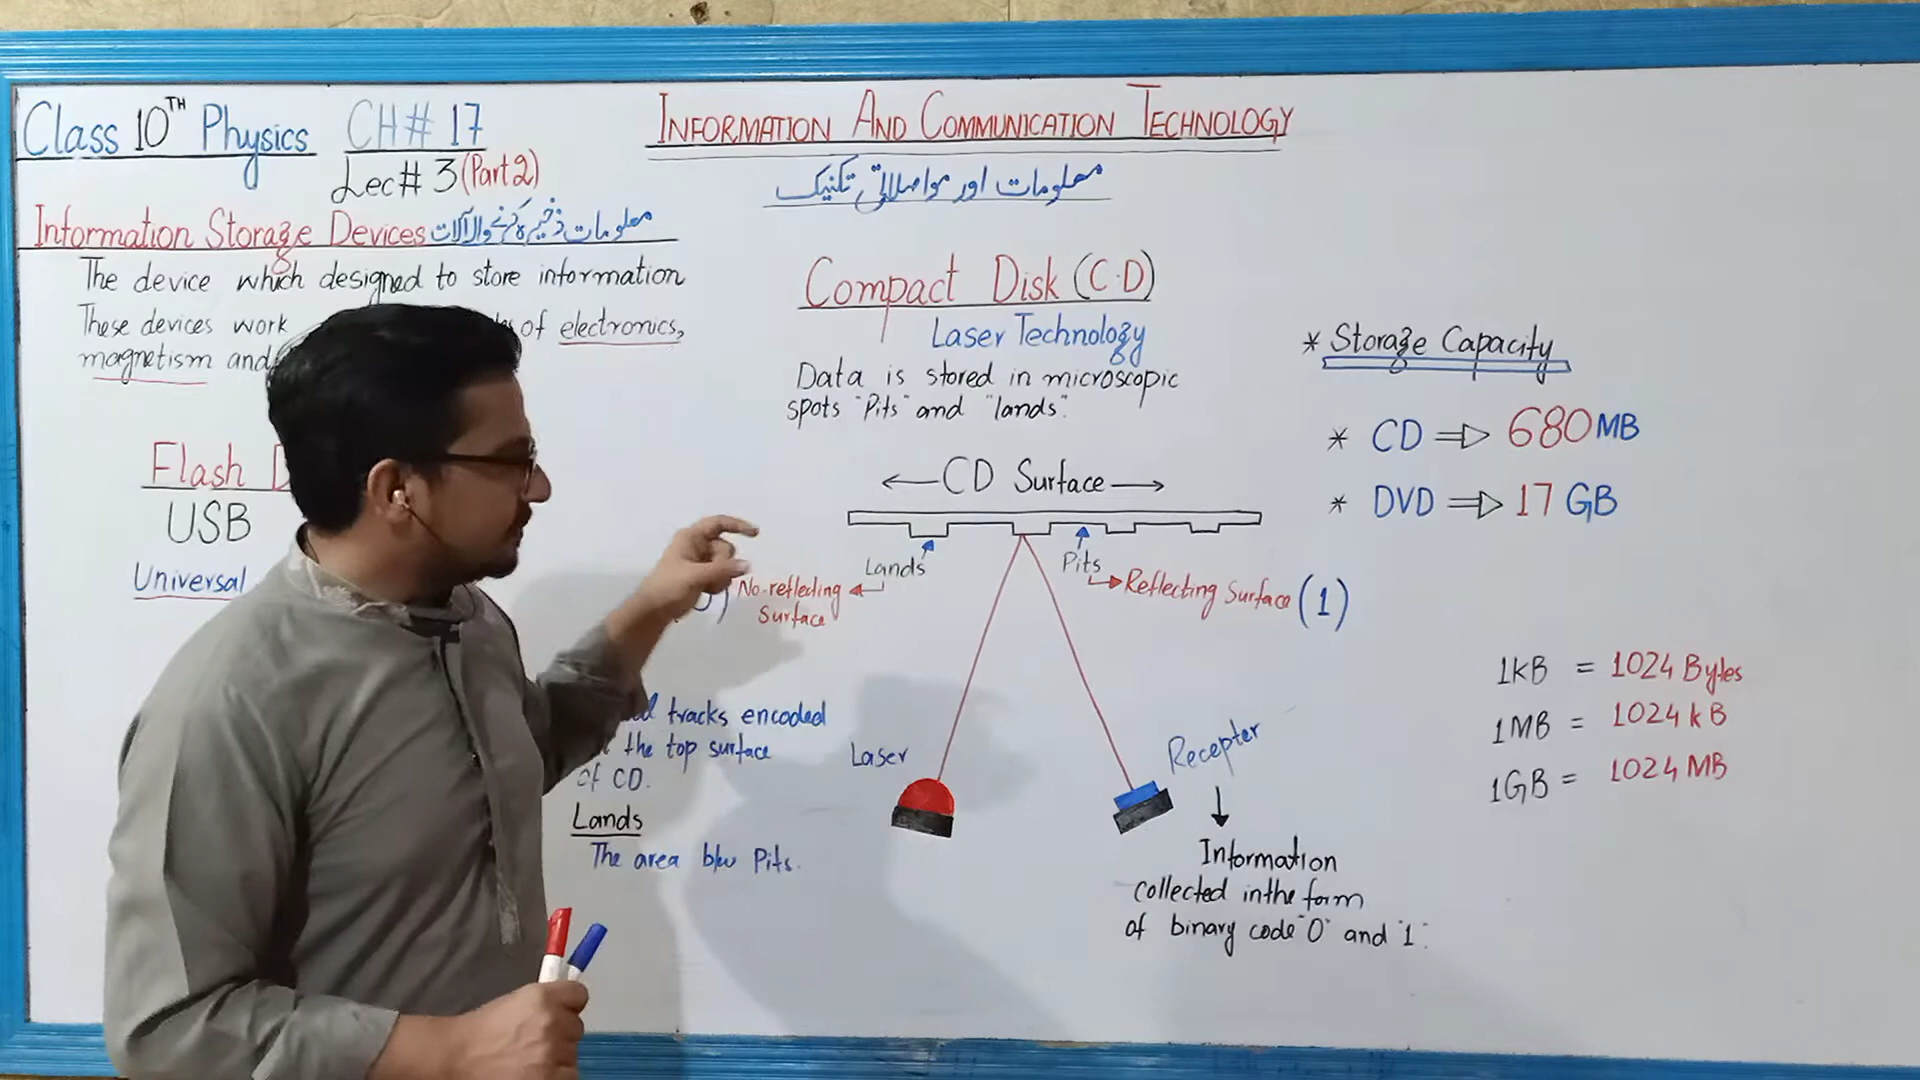 Class 10TH Physics
CH# 17
Lec# 3 (Part 2)
INFORMATION AND COMMUNICATION TECHNOLOGY
معلومات اور مواصلاتی تکنیک
Information Storage Devices معلومات ذخیرہ کرنے والا آلات
The device which designed to store information
These devices work of electronics,
magnetism and
Flash D
USB
Universal
Compact Disk (C.D)
Laser Technology
Data is stored in microscopic
spots "Pits" and "lands".
CD Surface
Lands
Pits
No-reflecting
Surface
Reflecting Surface (1)
tracks encoded
the top surface
of CD.
Lands
The area b/w Pits.
Laser
Recepter
Information
collected in the form
of binary code "0" and "1".
* Storage Capacity
* CD ⇒ 680 MB
* DVD ⇒ 17 GB
1kB = 1024 Bytes
1MB = 1024 kB
1GB = 1024 MB